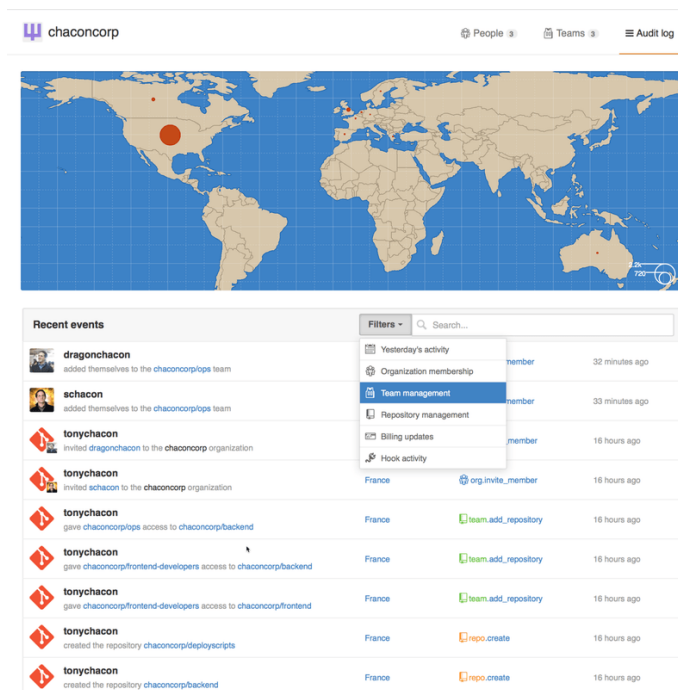 chaconcorp
People 3
Teams 3
Audit log
720
Recent events
Filters
Search...
Yesterday's activity
Organization membership
Team management
Repository management
Billing updates
Hook activity
dragonchacon
added themselves to the chaconcorp/ops team
member
32 minutes ago
schacon
added themselves to the chaconcorp/ops team
member
33 minutes ago
tonychacon
invited dragonchacon to the chaconcorp organization
_member
16 hours ago
tonychacon
invited schacon to the chaconcorp organization
France
org.invite_member
16 hours ago
tonychacon
gave chaconcorp/ops access to chaconcorp/backend
France
team.add_repository
16 hours ago
tonychacon
gave chaconcorp/frontend-developers access to chaconcorp/backend
France
team.add_repository
16 hours ago
tonychacon
gave chaconcorp/frontend-developers access to chaconcorp/frontend
France
team.add_repository
16 hours ago
tonychacon
created the repository chaconcorp/deployscripts
France
repo.create
16 hours ago
tonychacon
created the repository chaconcorp/backend
France
repo.create
16 hours ago